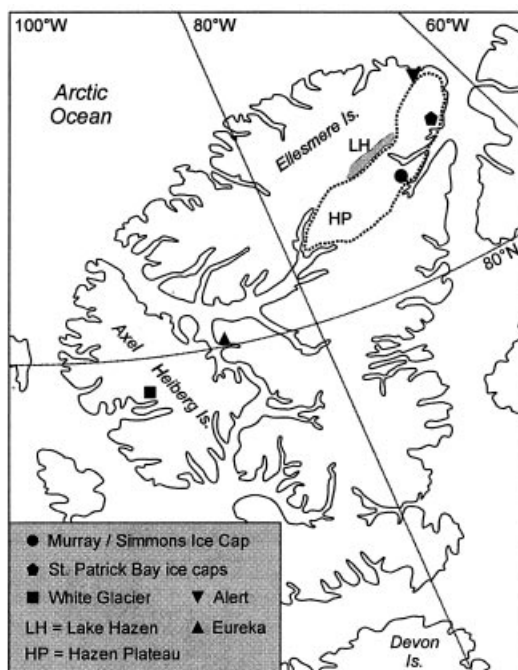 100°W
80°W
60°W
Arctic
Ocean
Ellesmere Is.
LH
HP
80°N
Axel
Heiberg Is.
Murray / Simmons Ice Cap
St. Patrick Bay ice caps
White Glacier
Alert
LH = Lake Hazen
Eureka
HP = Hazen Plateau
Devon
Is.